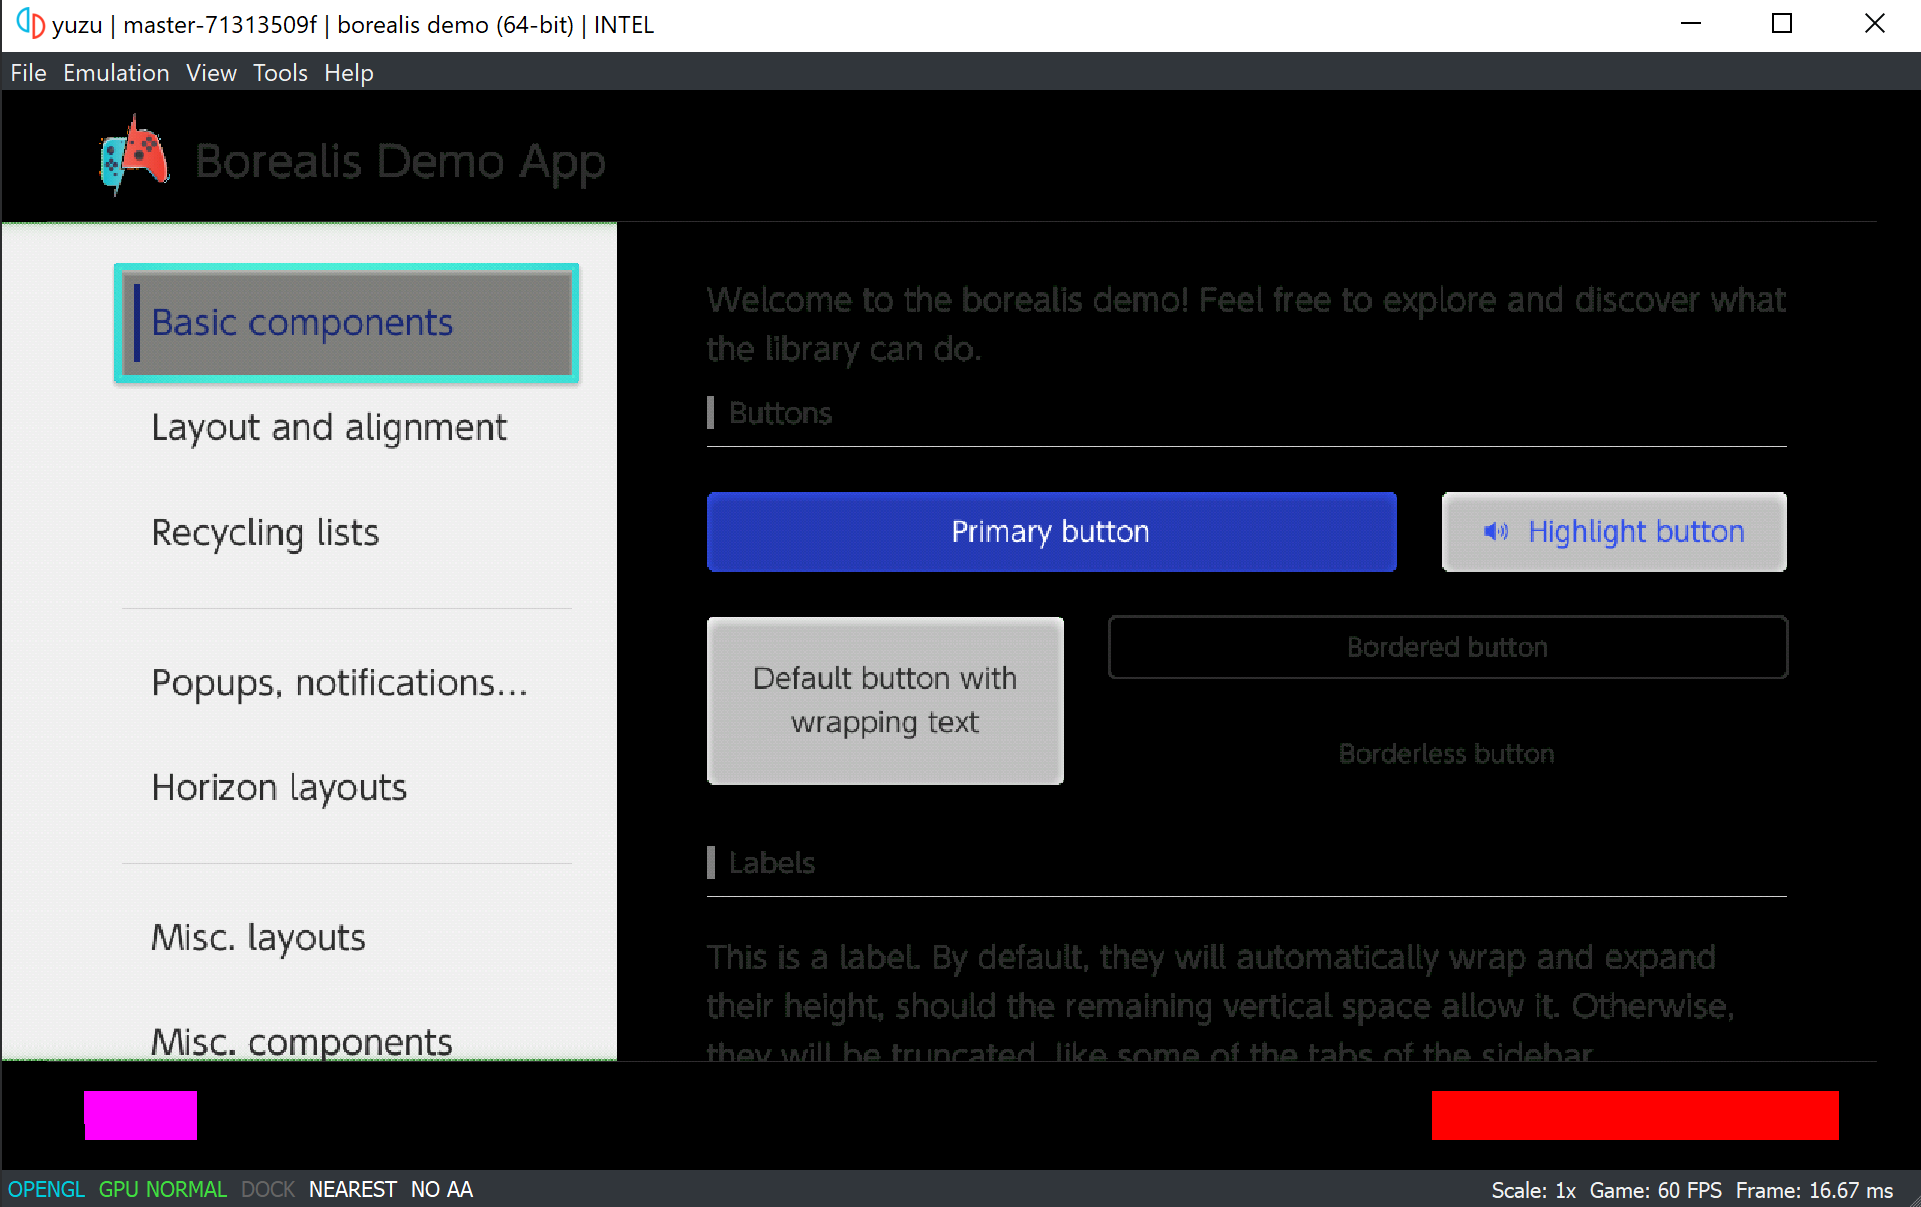 yuzu | master-71313509f | borealis demo (64-bit) | INTEL
File Emulation View Tools Help
Borealis Demo App
Basic components
Layout and alignment
Recycling lists
Popups, notifications...
Horizon layouts
Misc. layouts
Misc. components
Welcome to the borealis demo! Feel free to explore and discover what
the library can do.
Buttons
Primary button
Highlight button
Default button with
wrapping text
Bordered button
Borderless button
Labels
This is a label. By default, they will automatically wrap and expand
their height, should the remaining vertical space allow it. Otherwise,
they will be truncated, like some of the tabs of the sidebar
OPENGL GPU NORMAL DOCK NEAREST NO AA
Scale: 1x Game: 60 FPS Frame: 16.67 ms